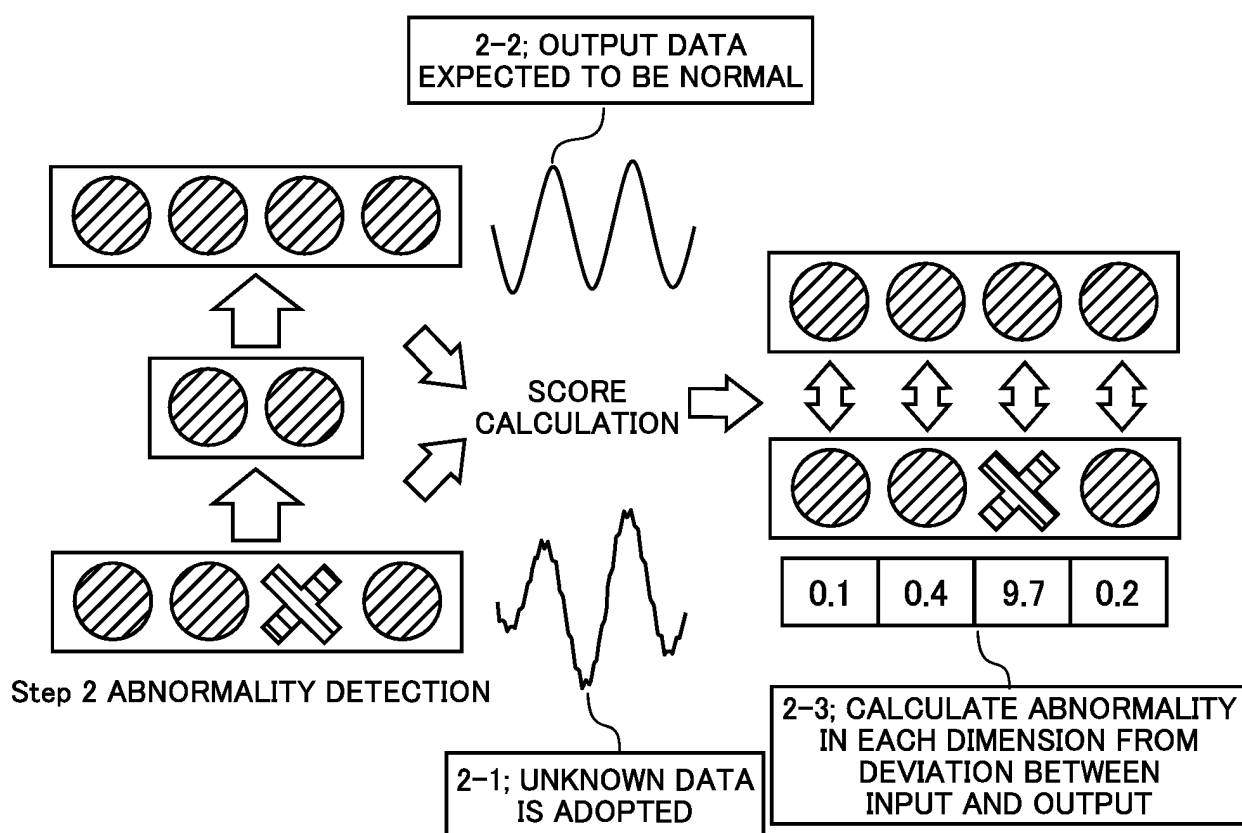 2-2; OUTPUT DATA
EXPECTED TO BE NORMAL
SCORE
CALCULATION
0.1 0.4 9.7 0.2
Step 2 ABNORMALITY DETECTION
2-1; UNKNOWN DATA
IS ADOPTED
2-3; CALCULATE ABNORMALITY
IN EACH DIMENSION FROM
DEVIATION BETWEEN
INPUT AND OUTPUT